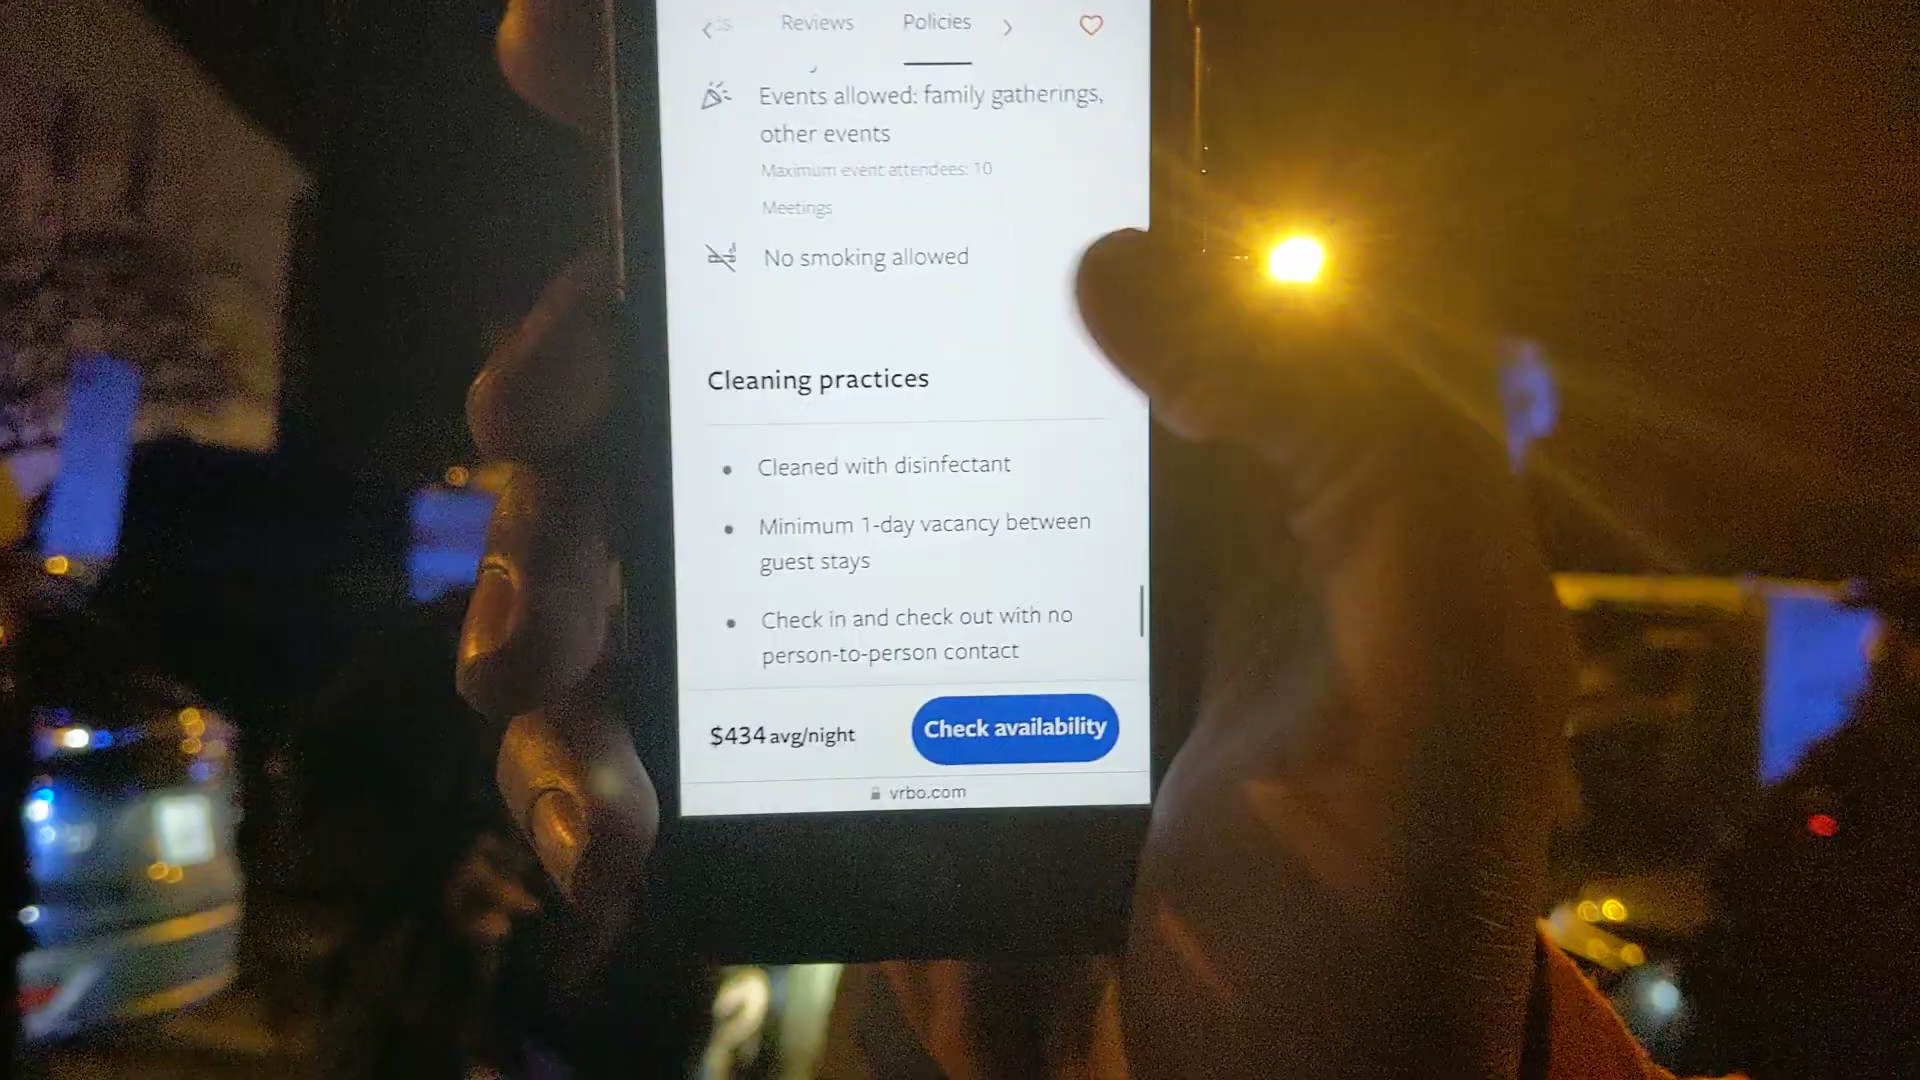 Reviews
Policies
Events allowed: family gatherings,
other events
Maximum event attendees: 10
Meetings
No smoking allowed
Cleaning practices
Cleaned with disinfectant
Minimum 1-day vacancy between
guest stays
Check in and check out with no
person-to-person contact
$434 avg/night
Check availability
vrbo.com